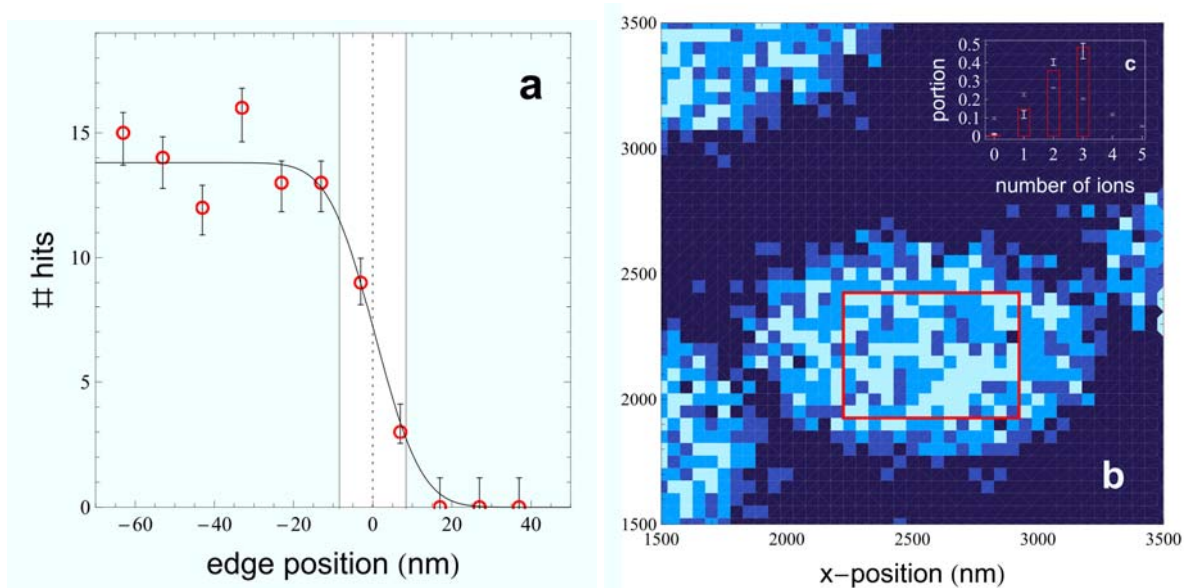 a
15
10
5
0
# hits
−60
−40
−20
0
20
40
edge position (nm)
3500
3000
2500
2000
1500
1500
2000
2500
3000
3500
x−position (nm)
b
c
0.5
0.4
0.3
0.2
0.1
0
portion
0 1 2 3 4 5
number of ions